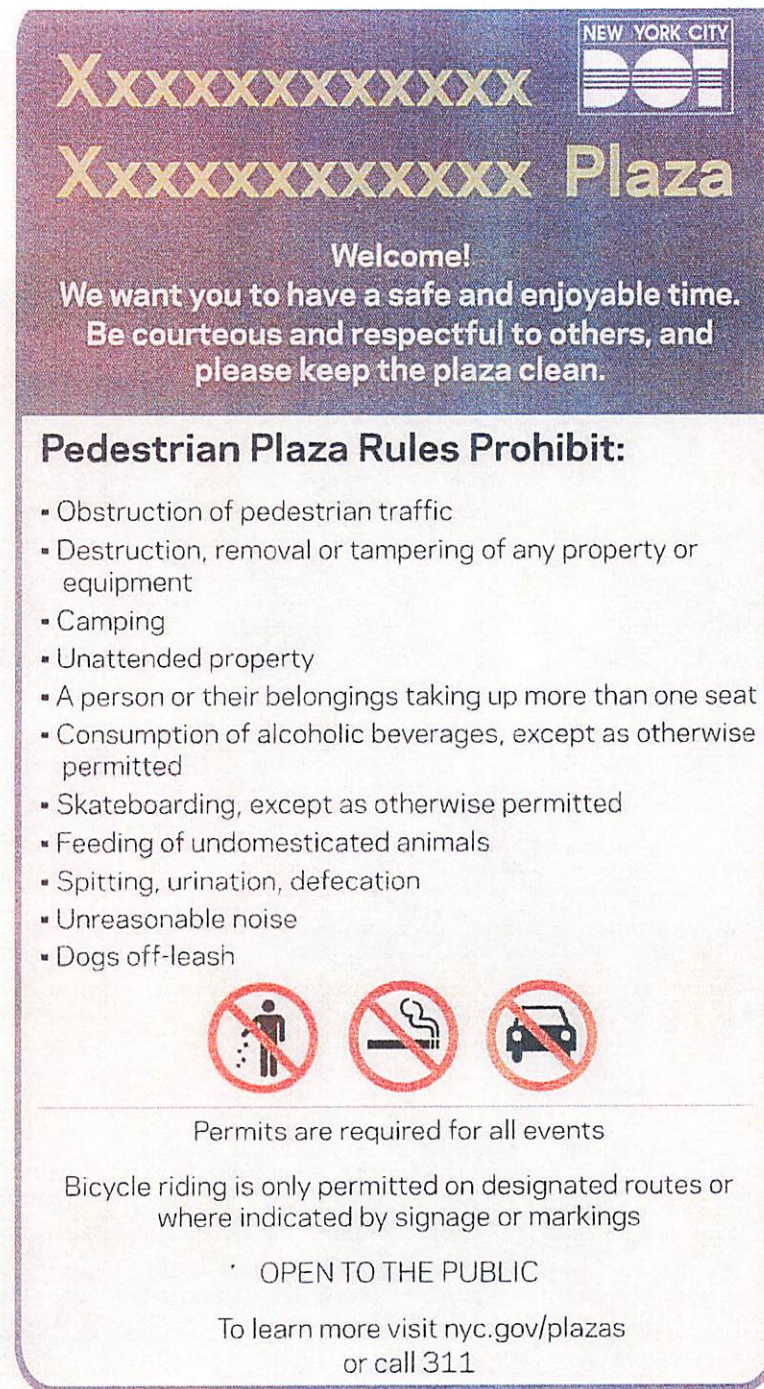 NEW YORK CITY
DOT
Xxxxxxxxxxxxx
Xxxxxxxxxxxxx Plaza
Welcome!
We want you to have a safe and enjoyable time.
Be courteous and respectful to others, and
please keep the plaza clean.
Pedestrian Plaza Rules Prohibit:
▪ Obstruction of pedestrian traffic
▪ Destruction, removal or tampering of any property or
equipment
▪ Camping
▪ Unattended property
▪ A person or their belongings taking up more than one seat
▪ Consumption of alcoholic beverages, except as otherwise
permitted
▪ Skateboarding, except as otherwise permitted
▪ Feeding of undomesticated animals
▪ Spitting, urination, defecation
▪ Unreasonable noise
▪ Dogs off-leash
Permits are required for all events
Bicycle riding is only permitted on designated routes or
where indicated by signage or markings
OPEN TO THE PUBLIC
To learn more visit nyc.gov/plazas
or call 311